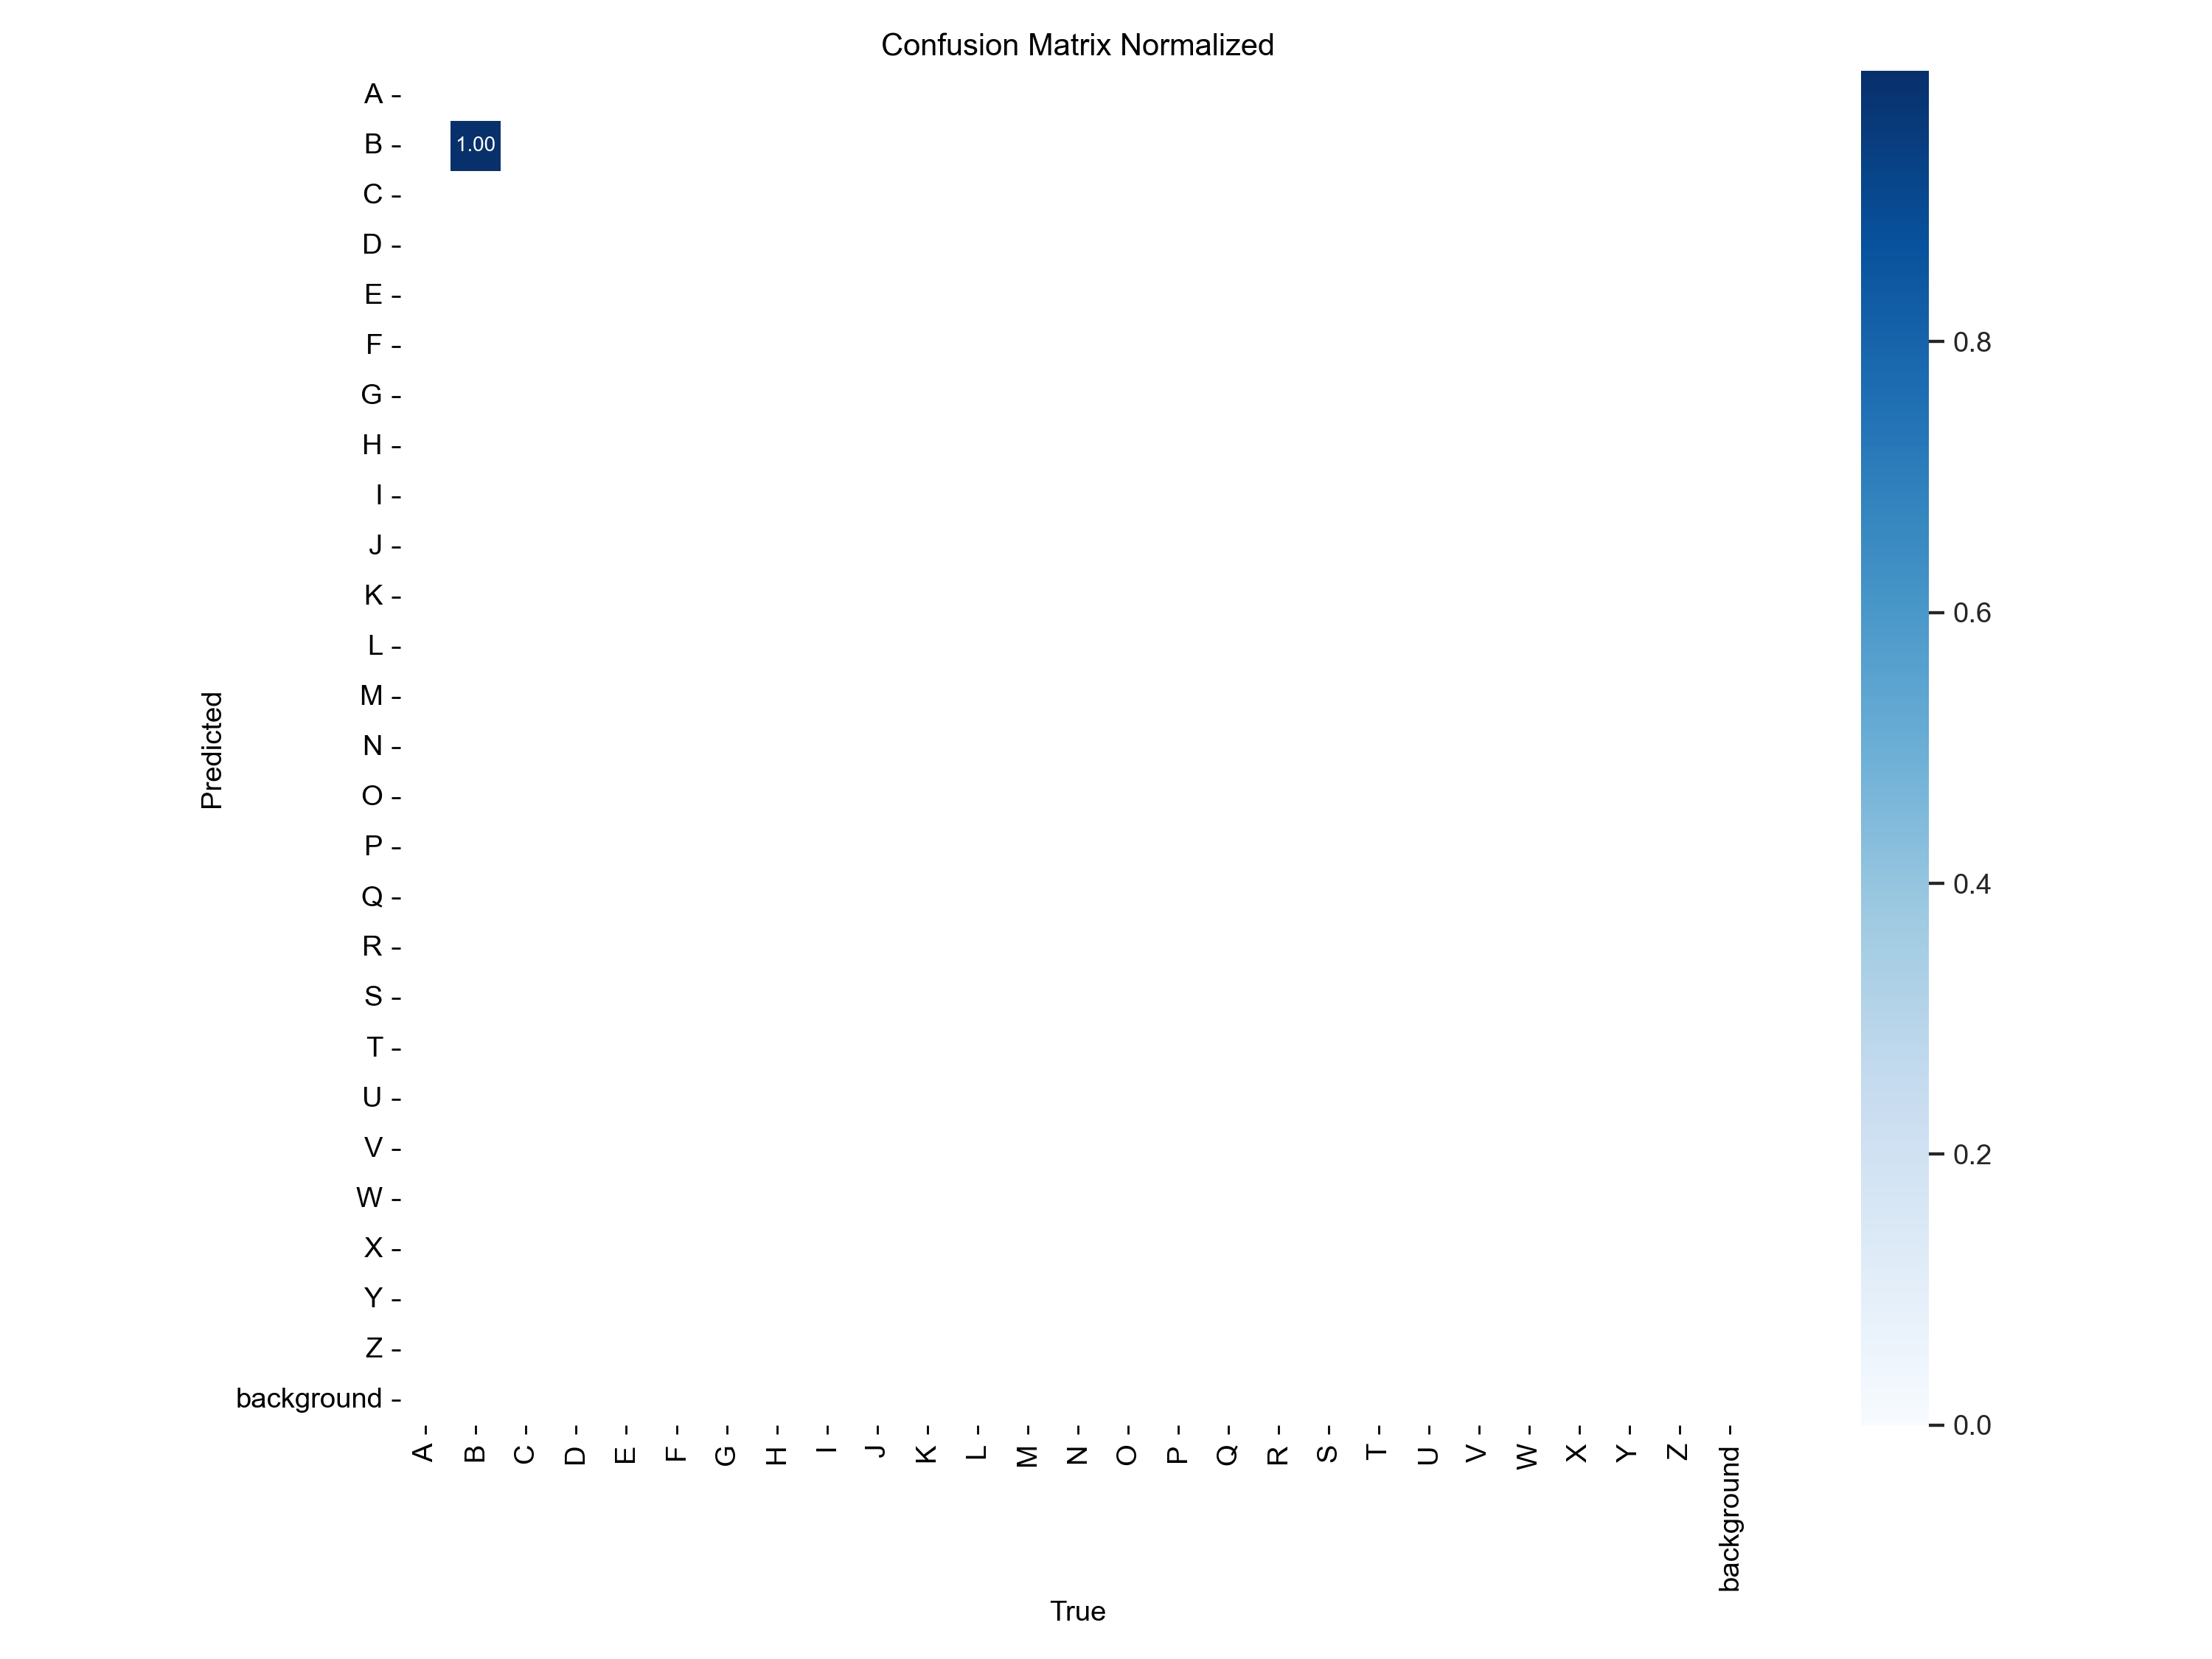 Confusion Matrix Normalized
A
B
1.00
C
D
E
F
G
H
I
J
K
L
M
N
O
P
Q
R
S
T
U
V
W
X
Y
Z
background
Predicted
A B C D E F G H I J K L M N O P Q R S T U V W X Y Z background
True
0.8
0.6
0.4
0.2
0.0